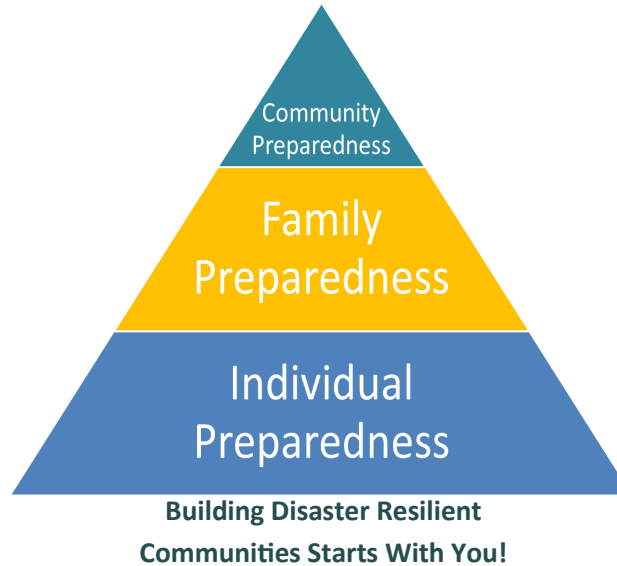 Community
Preparedness
Family
Preparedness
Individual
Preparedness
Building Disaster Resilient
Communities Starts With You!